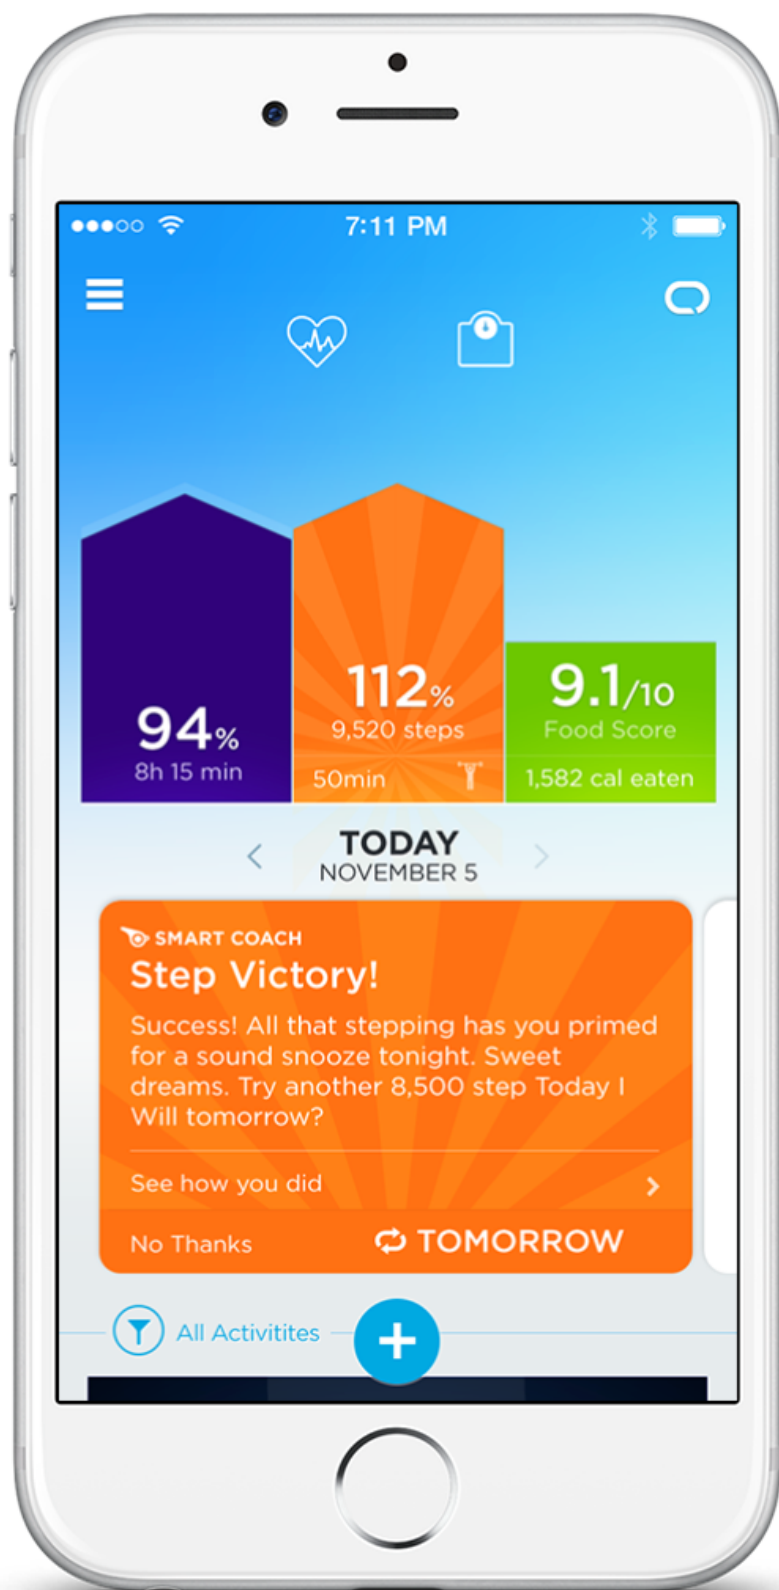 7:11 PM
94%
8h 15 min
112%
9,520 steps
50min
9.1/10
Food Score
1,582 cal eaten
TODAY
NOVEMBER 5
SMART COACH
Step Victory!
Success! All that stepping has you primed
for a sound snooze tonight. Sweet
dreams. Try another 8,500 step Today I
Will tomorrow?
See how you did
No Thanks
TOMORROW
All Activitites